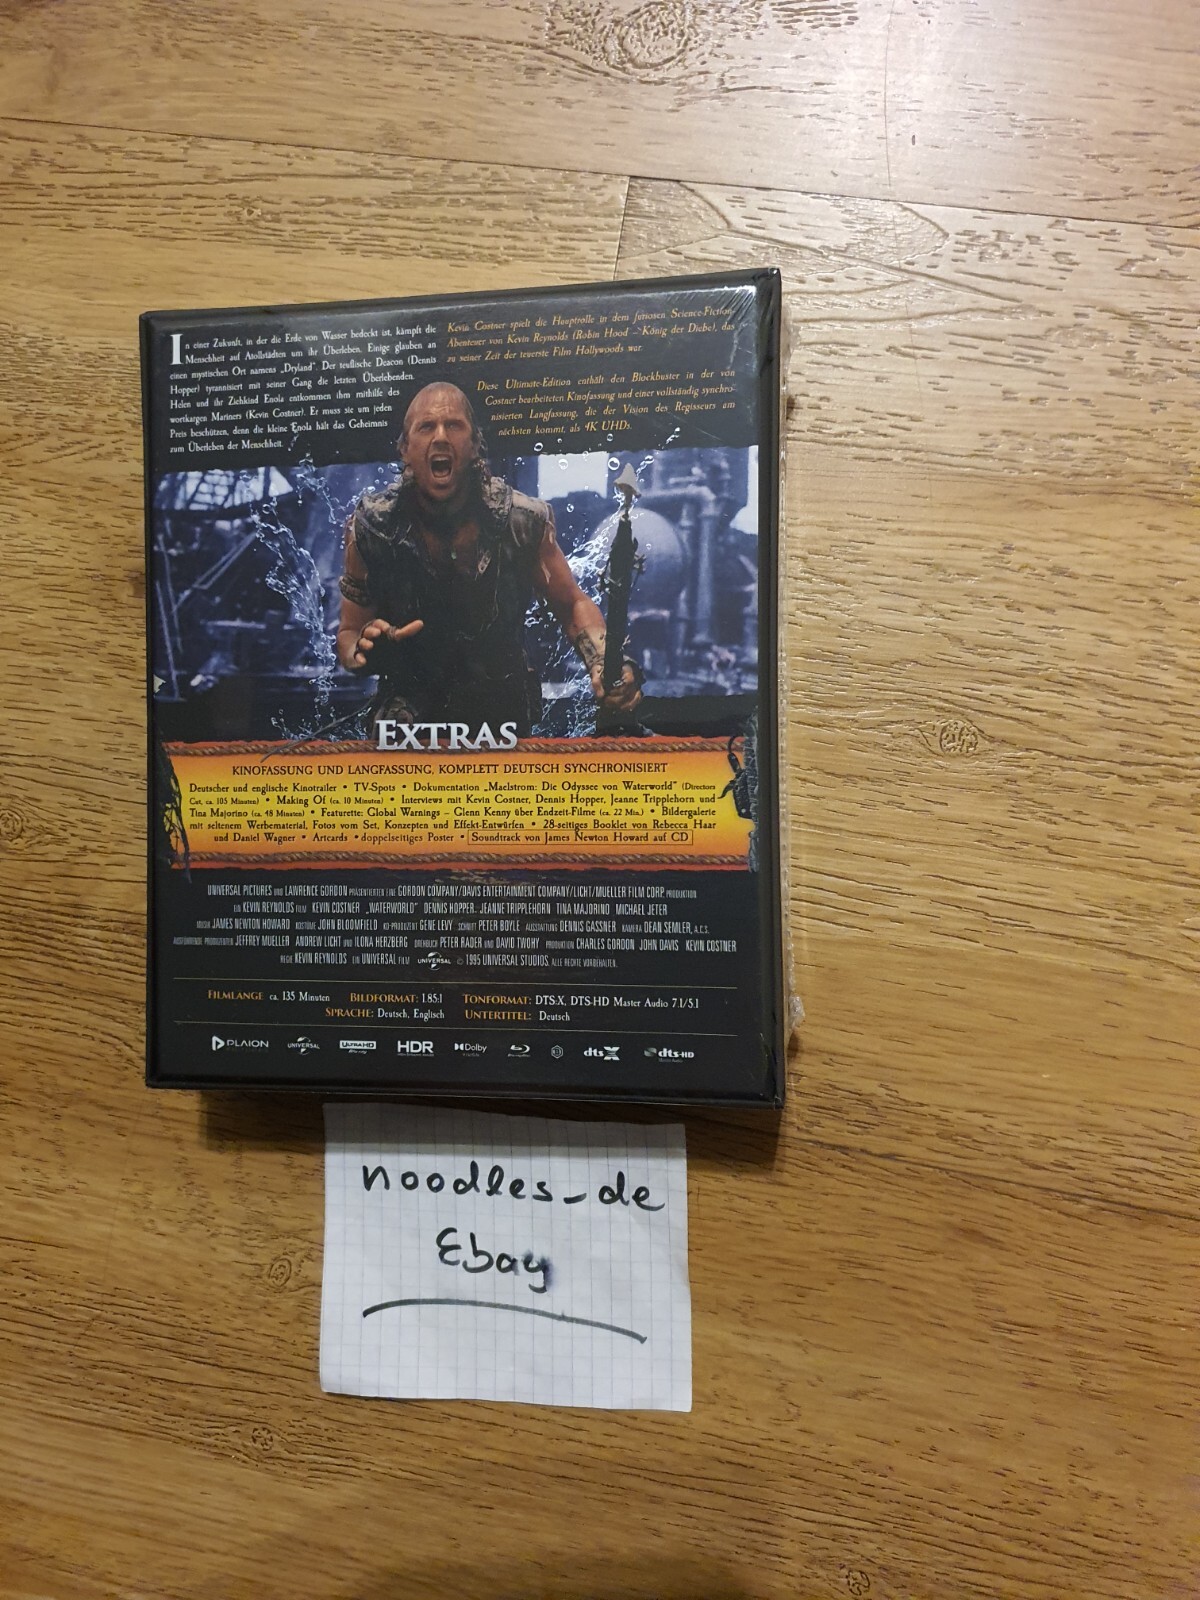 In einer Zukunft, in der die Erde von Wasser bedeckt ist, kämpft die
Menschheit auf Atollstädten um ihr Überleben. Einige glauben an
einen mystischen Ort namens „Dryland“. Der teuflische Deacon (Dennis
Hopper) tyrannisiert mit seiner Gang die letzten Überlebenden.
Helen und ihr Ziehkind Enola entkommen ihm mithilfe des
wortkargen Mariners (Kevin Costner). Er muss sie um jeden
Preis beschützen, denn die kleine Enola hält das Geheimnis
zum Überleben der Menschheit.
Kevin Costner spielt die Hauptrolle in dem furiosen Science-Fiction-
Abenteuer von Kevin Reynolds (Robin Hood – König der Diebe), das
zu seiner Zeit der teuerste Film Hollywoods war.
Diese Ultimate-Edition enthält den Blockbuster in der von
Costner bearbeiteten Kinofassung und einer vollständig synchro-
nisierten Langfassung, die der Vision des Regisseurs am
nächsten kommt, als 4K UHDs.
EXTRAS
KINOFASSUNG UND LANGFASSUNG, KOMPLETT DEUTSCH SYNCHRONISIERT
Deutscher und englische Kinotrailer • TV-Spots • Dokumentation „Maelstrom: Die Odyssee von Waterworld“ (Directors
Cut, ca. 105 Minuten) • Making Of (ca. 10 Minuten) • Interviews mit Kevin Costner, Dennis Hopper, Jeanne Tripplehorn und
Tina Majorino (ca. 48 Minuten) • Featurette: Global Warnings – Glenn Kenny über Endzeit-Filme (ca. 22 Min.) • Bildergalerie
mit seltenem Werbematerial, Fotos vom Set, Konzepten und Effekt-Entwürfen • 28-seitiges Booklet von Rebecca Haar
und Daniel Wagner • Artcards • doppelseitiges Poster • Soundtrack von James Newton Howard auf CD
UNIVERSAL PICTURES UND LAWRENCE GORDON PRÄSENTIERTEN EINE GORDON COMPANY/DAVIS ENTERTAINMENT COMPANY/LICHT/MUELLER FILM CORP PRODUKTION
EIN KEVIN REYNOLDS FILM KEVIN COSTNER „WATERWORLD“ DENNIS HOPPER JEANNE TRIPPLEHORN TINA MAJORINO MICHAEL JETER
MUSIK JAMES NEWTON HOWARD KOSTÜME JOHN BLOOMFIELD KO-PRODUZENT GENE LEVY SCHNITT PETER BOYLE AUSSTATTUNG DENNIS GASSNER KAMERA DEAN SEMLER, A.C.S.
AUSFÜHRENDE PRODUZENTEN JEFFREY MUELLER ANDREW LICHT UND ILONA HERZBERG DREHBUCH PETER RADER UND DAVID TWOHY PRODUKTION CHARLES GORDON JOHN DAVIS KEVIN COSTNER
REGIE KEVIN REYNOLDS EIN UNIVERSAL FILM UNIVERSAL © 1995 UNIVERSAL STUDIOS. ALLE RECHTE VORBEHALTEN.
FILMLÄNGE ca. 135 Minuten BILDFORMAT: 1.85:1 TONFORMAT: DTS:X, DTS-HD Master Audio 7.1/5.1
SPRACHE: Deutsch, Englisch UNTERTITEL: Deutsch
PLAION UNIVERSAL ULTRA HD HDR Dolby dts X dts-HD
noodles-de
Ebay